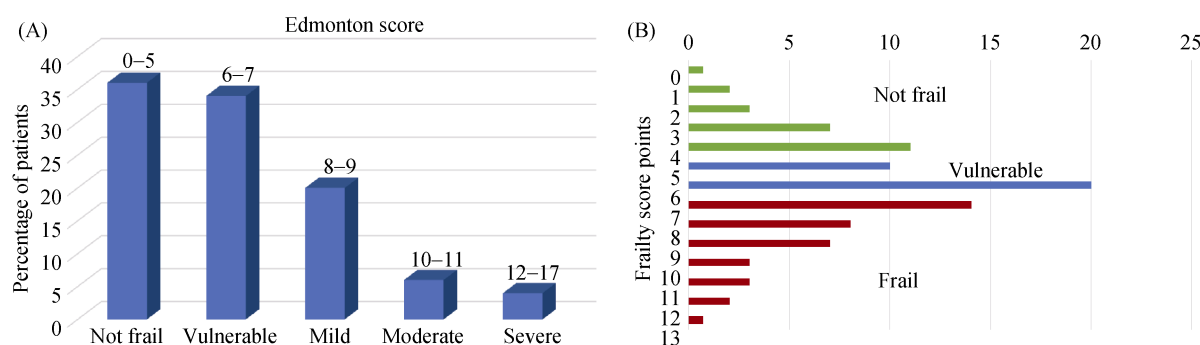 (A)
Edmonton score
Percentage of patients
40
35
30
25
20
15
10
5
0
0–5
6–7
8–9
10–11
12–17
Not frail
Vulnerable
Mild
Moderate
Severe
(B)
0
5
10
15
20
25
Frailty score points
0
1
2
3
4
5
6
7
8
9
10
11
12
13
Not frail
Vulnerable
Frail